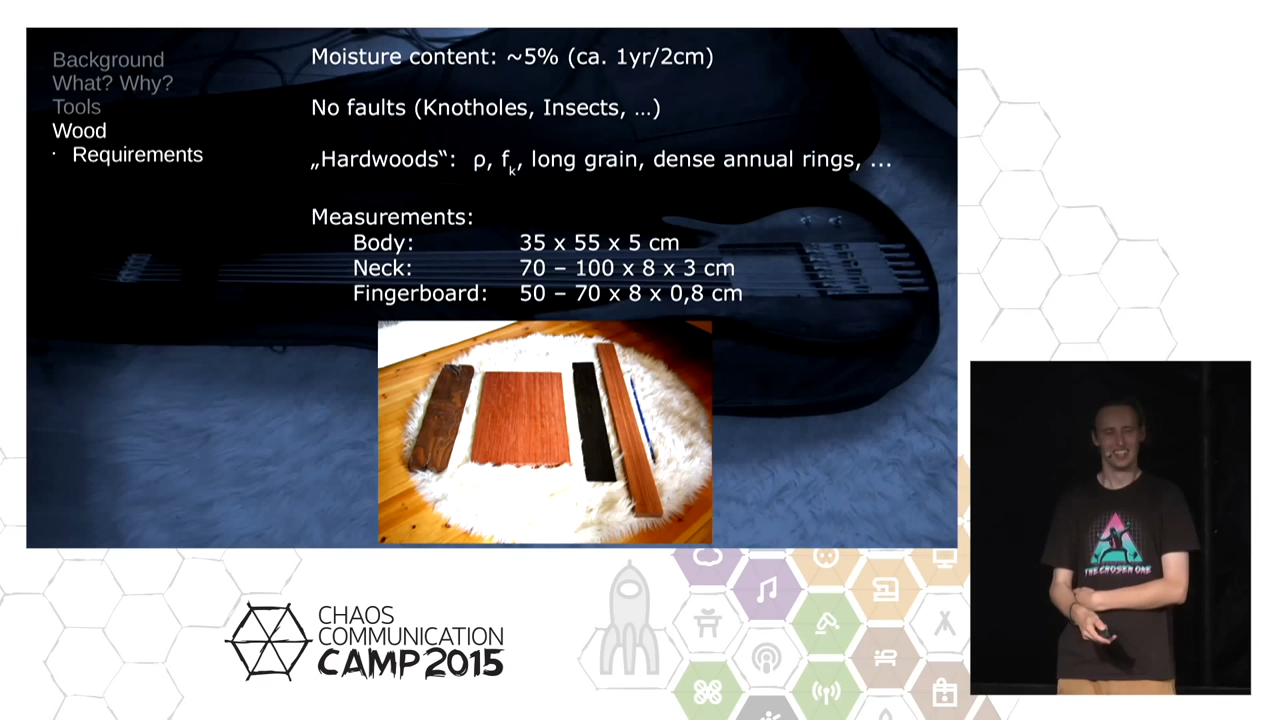 Background
What? Why?
Tools
Wood
· Requirements
Moisture content: ~5% (ca. 1yr/2cm)
No faults (Knotholes, Insects, …)
„Hardwoods“: ρ, fk, long grain, dense annual rings, …
Measurements:
Body: 35 x 55 x 5 cm
Neck: 70 – 100 x 8 x 3 cm
Fingerboard: 50 – 70 x 8 x 0,8 cm
THE CHOSEN ONE
CHAOS
COMMUNICATION
CAMP 2015